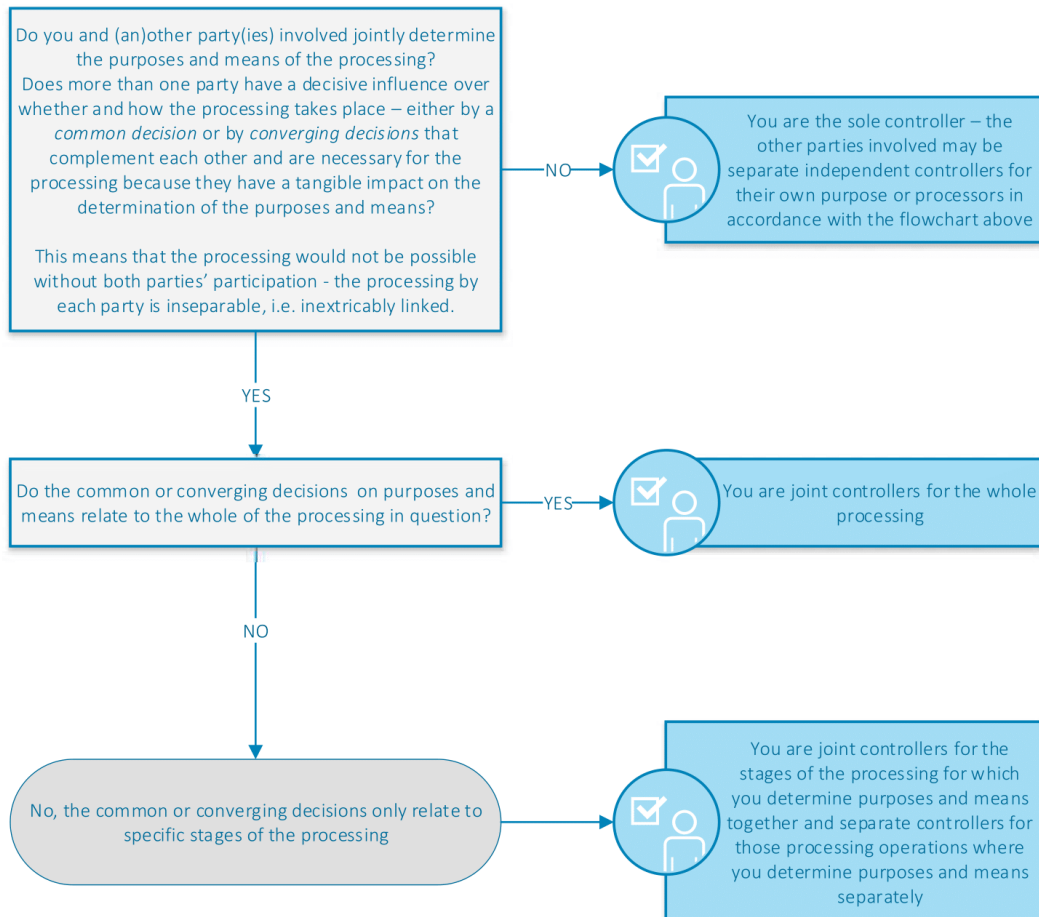 Do you and (an)other party(ies) involved jointly determine
the purposes and means of the processing?
Does more than one party have a decisive influence over
whether and how the processing takes place – either by a
common decision or by converging decisions that
complement each other and are necessary for the
processing because they have a tangible impact on the
determination of the purposes and means?
This means that the processing would not be possible
without both parties’ participation - the processing by
each party is inseparable, i.e. inextricably linked.
NO
You are the sole controller – the
other parties involved may be
separate independent controllers for
their own purpose or processors in
accordance with the flowchart above
YES
Do the common or converging decisions on purposes and
means relate to the whole of the processing in question?
YES
You are joint controllers for the whole
processing
NO
No, the common or converging decisions only relate to
specific stages of the processing
You are joint controllers for the
stages of the processing for which
you determine purposes and means
together and separate controllers for
those processing operations where
you determine purposes and means
separately